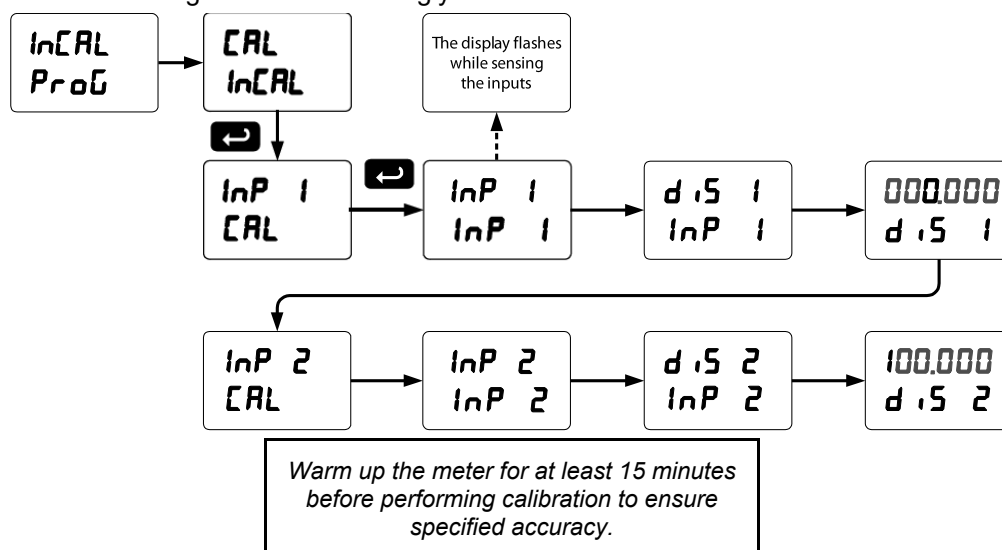 InCAL
ProG
CAL
InCAL
The display flashes
while sensing
the inputs
InP 1
CAL
InP 1
InP 1
diS 1
InP 1
000.000
diS 1
InP 2
CAL
InP 2
InP 2
diS 2
InP 2
100.000
diS 2
Warm up the meter for at least 15 minutes
before performing calibration to ensure
specified accuracy.